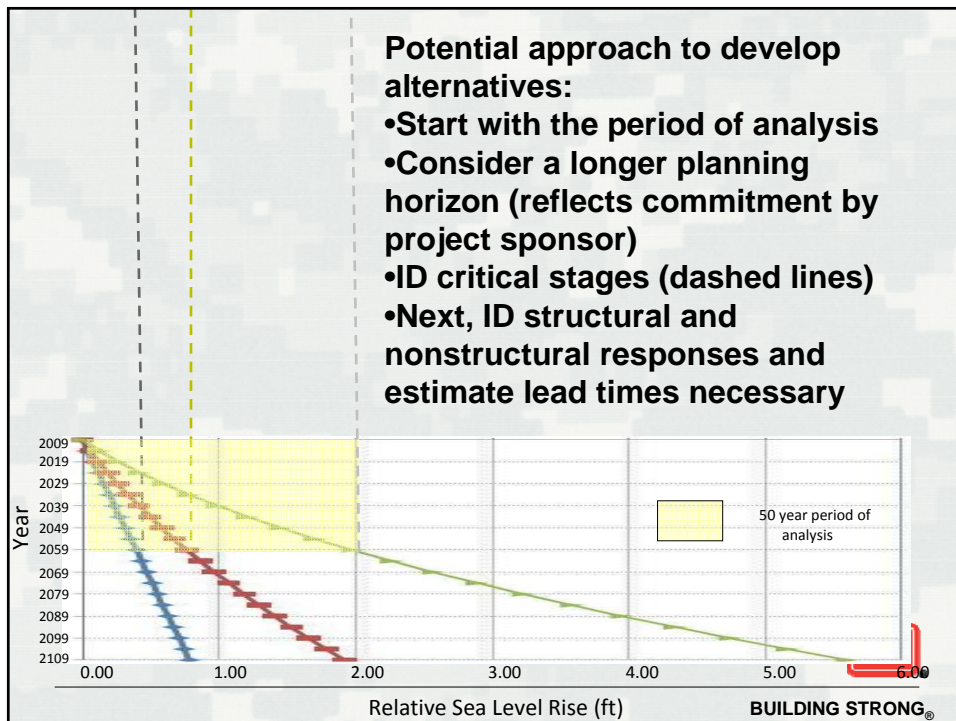 Potential approach to develop
alternatives:
•Start with the period of analysis
•Consider a longer planning
horizon (reflects commitment by
project sponsor)
•ID critical stages (dashed lines)
•Next, ID structural and
nonstructural responses and
estimate lead times necessary
Year
2009
2019
2029
2039
2049
2059
2069
2079
2089
2099
2109
50 year period of
analysis
0.00 1.00 2.00 3.00 4.00 5.00 6.00
Relative Sea Level Rise (ft)
BUILDING STRONG®